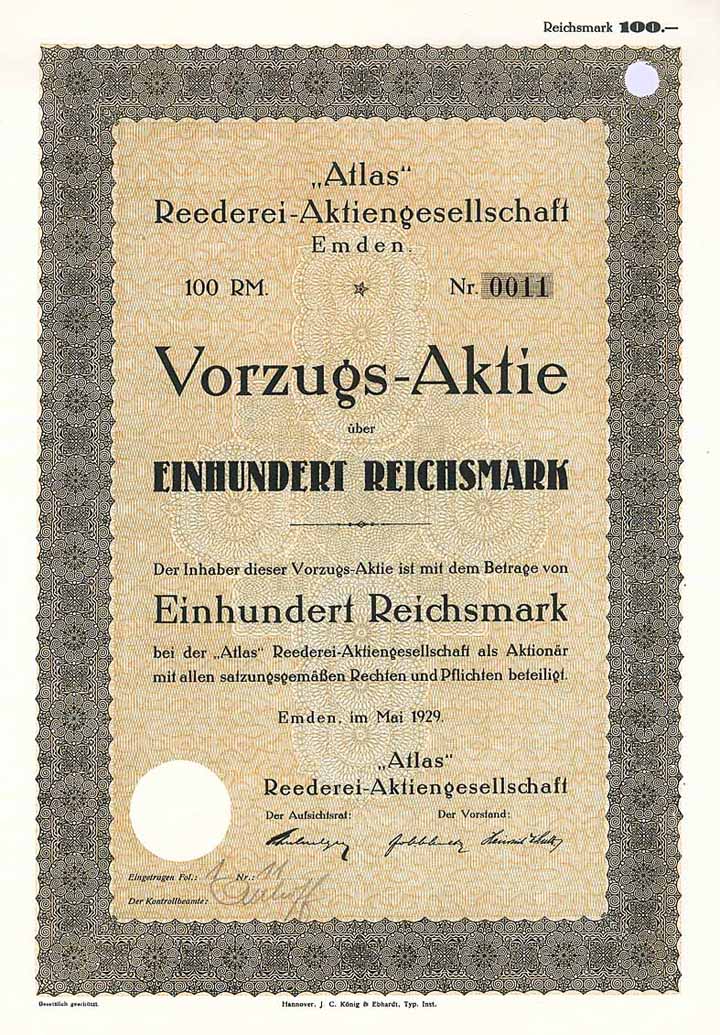 Reichsmark 100.—
„Atlas“
Reederei-Aktiengesellschaft
Emden.
100 RM. Nr. 0011
Vorzugs-Aktie
über
EINHUNDERT REICHSMARK
Der Inhaber dieser Vorzugs-Aktie ist mit dem Betrage von
Einhundert Reichsmark
bei der „Atlas“ Reederei-Aktiengesellschaft als Aktionär
mit allen satzungsgemäßen Rechten und Pflichten beteiligt.
Emden, im Mai 1929.
„Atlas“
Reederei-Aktiengesellschaft
Der Aufsichtsrat: Der Vorstand:
Eingetragen Fol.: 1 Nr.: 11
Der Kontrollbeamte:
Gesetzlich geschützt. Hannover, J. C. König & Ebhardt, Typ. Inst.